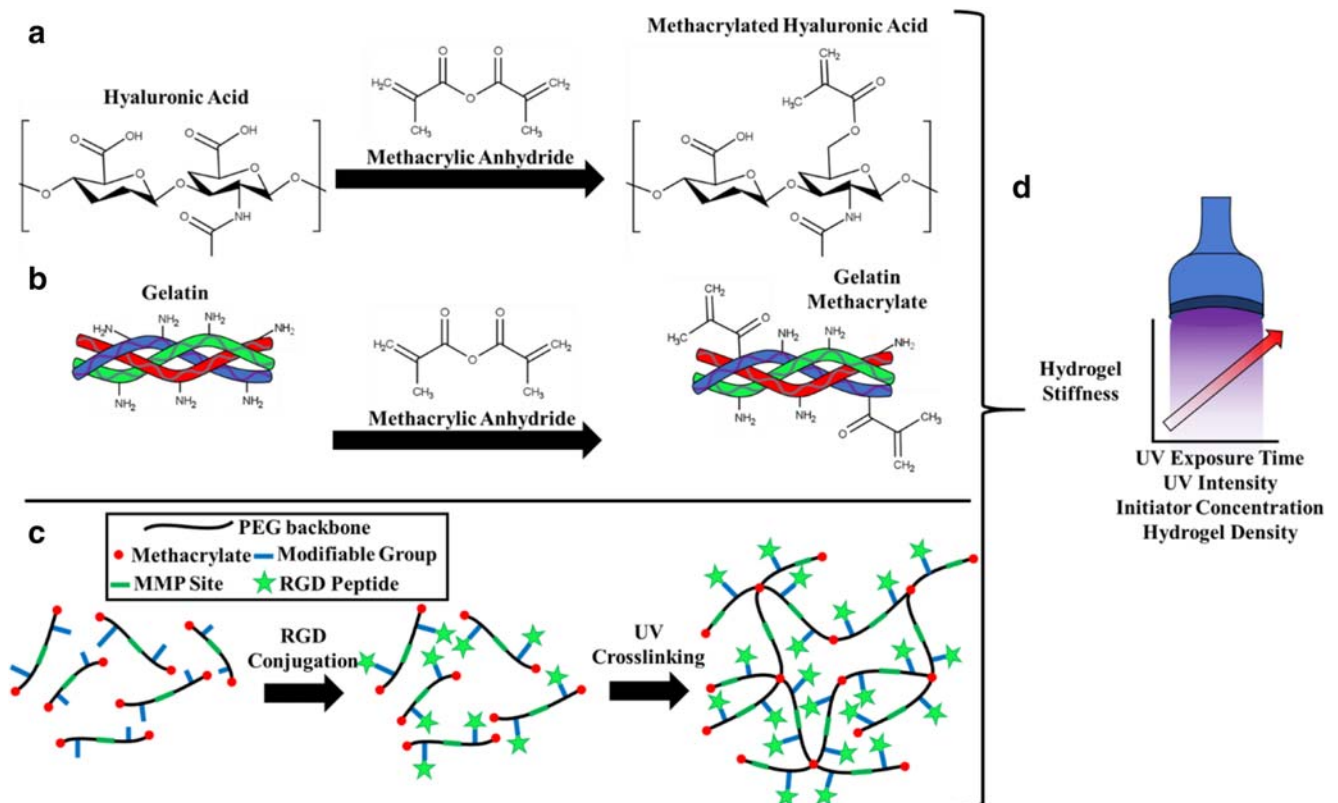 a
Hyaluronic Acid
O
OH
O
OH
O
O
O
O
O
NH
O
H₂C
O
O
O
CH₂
CH₃
CH₃
Methacrylic Anhydride
Methacrylated Hyaluronic Acid
CH₂
H₃C
O
O
O
OH
O
O
O
O
O
NH
O
b
Gelatin
H₂N
NH₂
NH₂
NH₂
NH₂
NH₂
NH₂
H₂C
O
O
O
CH₂
CH₃
CH₃
Methacrylic Anhydride
Gelatin
Methacrylate
CH₂
H₃C
O
NH₂
NH₂
NH₂
NH₂
NH₂
O
CH₃
CH₂
c
PEG backbone
Methacrylate
Modifiable Group
MMP Site
RGD Peptide
RGD
Conjugation
UV
Crosslinking
d
Hydrogel
Stiffness
UV Exposure Time
UV Intensity
Initiator Concentration
Hydrogel Density